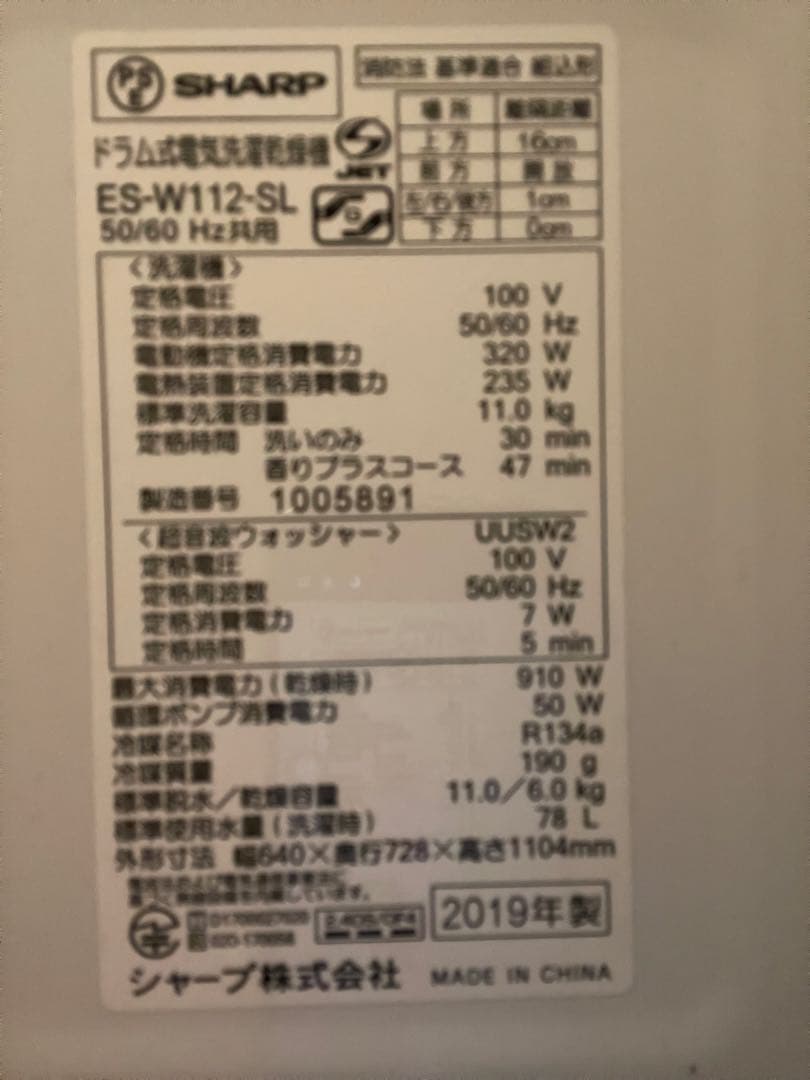 PS E SHARP
消防法 基準適合 組込形
場所 離隔距離
上方 16cm
前方 開放
左/右/後方 1cm
下方 0cm
ドラム式電気洗濯乾燥機
JET
ES-W112-SL
50/60 Hz共用
〈洗濯機〉
定格電圧 100 V
定格周波数 50/60 Hz
電動機定格消費電力 320 W
電熱装置定格消費電力 235 W
標準洗濯容量 11.0 kg
定格時間 洗いのみ 30 min
香りプラスコース 47 min
製造番号 1005891
〈超音波ウォッシャー〉 UUSW2
定格電圧 100 V
定格周波数 50/60 Hz
定格消費電力 7 W
定格時間 5 min
最大消費電力(乾燥時) 910 W
循環ポンプ消費電力 50 W
冷媒名称 R134a
冷媒質量 190 g
標準脱水/乾燥容量 11.0/6.0 kg
標準使用水量(洗濯時) 78 L
外形寸法 幅640×奥行728×高さ1104mm
2019年製
シャープ株式会社 MADE IN CHINA